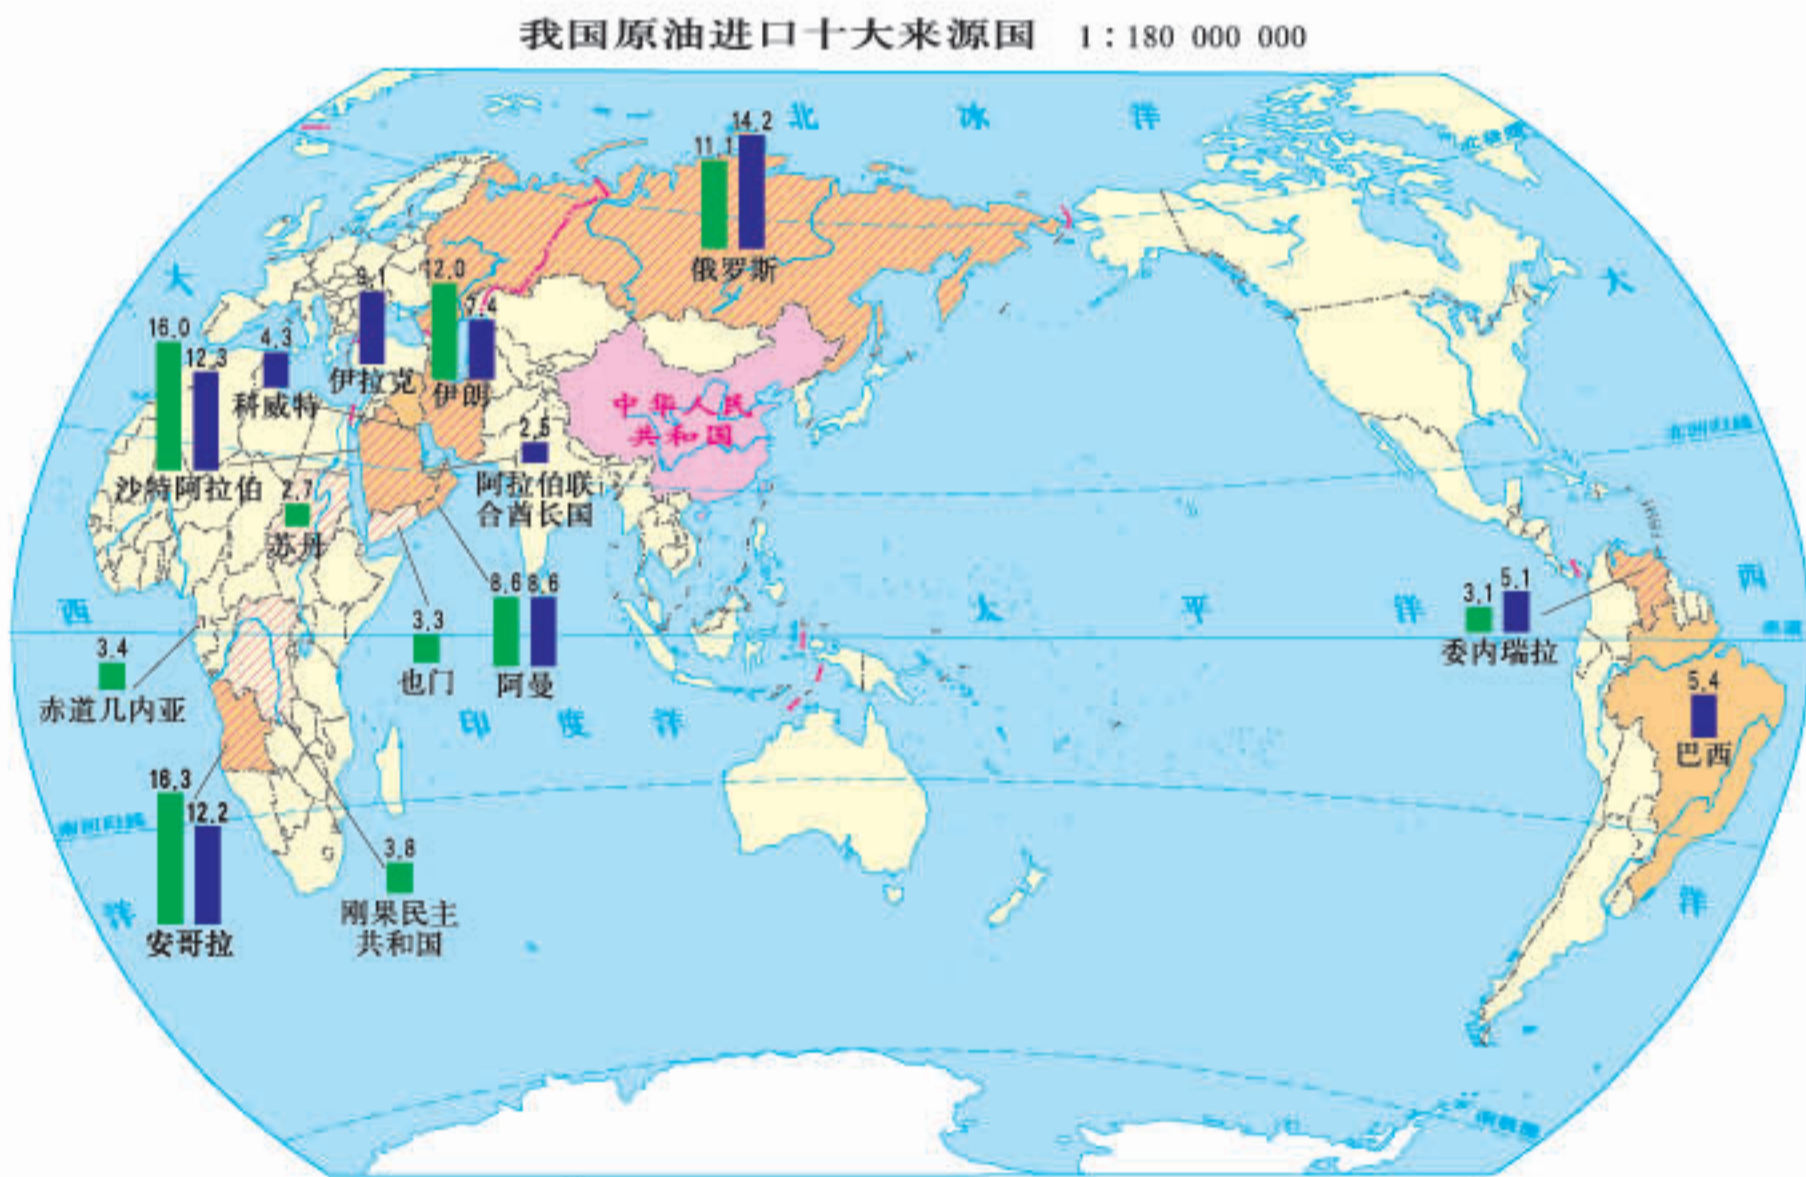 我国原油进口十大来源国 1:180 000 000
北 冰 洋
11.1 14.2
俄罗斯
大
大
9.1
伊拉克
12.0 7.4
伊朗
16.0 12.3
沙特阿拉伯
4.3
科威特
中华人民
共和国
2.5
阿拉伯联
合酋长国
2.7
苏丹
西
太 平 洋
西
3.4
赤道几内亚
3.3
也门
8.6 8.6
阿曼
3.1 5.1
委内瑞拉
5.4
巴西
印 度 洋
16.3 12.2
安哥拉
3.8
刚果民主
共和国
洋
洋